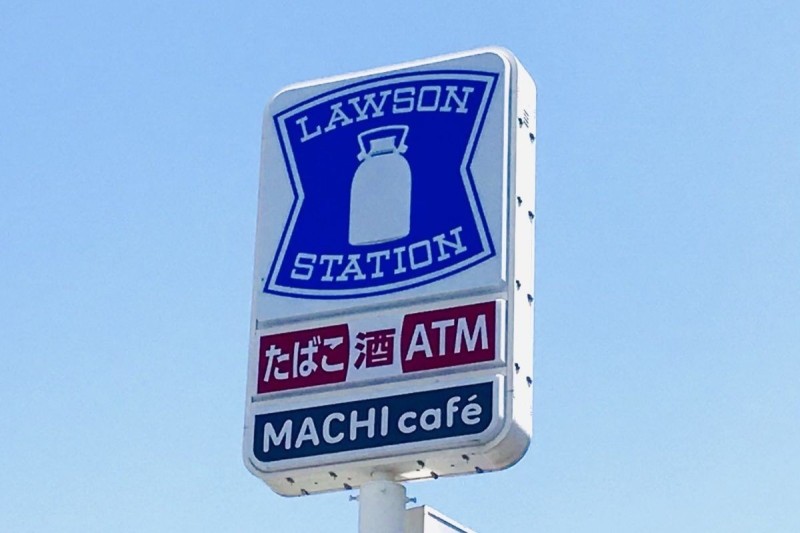 LAWSON
STATION
たばこ 酒 ATM
MACHI café